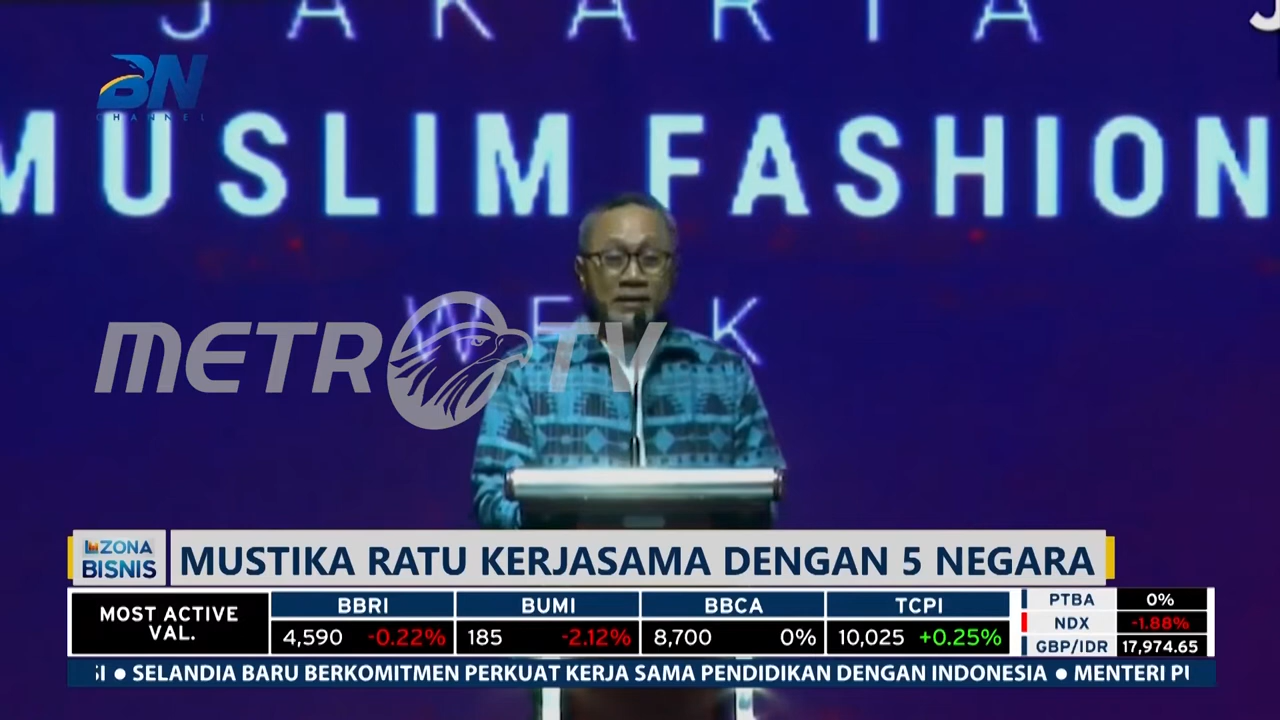 JAKARTA J
BN
CHANNEL
MUSLIM FASHION
WEEK
METRO TV
ZONA
BISNIS
MUSTIKA RATU KERJASAMA DENGAN 5 NEGARA
MOST ACTIVE
VAL.
BBRI BUMI BBCA TCPI
4,590 -0.22% 185 -2.12% 8,700 0% 10,025 +0.25%
PTBA 0%
NDX -1.88%
GBP/IDR 17,974.65
SI ● SELANDIA BARU BERKOMITMEN PERKUAT KERJA SAMA PENDIDIKAN DENGAN INDONESIA ● MENTERI PU